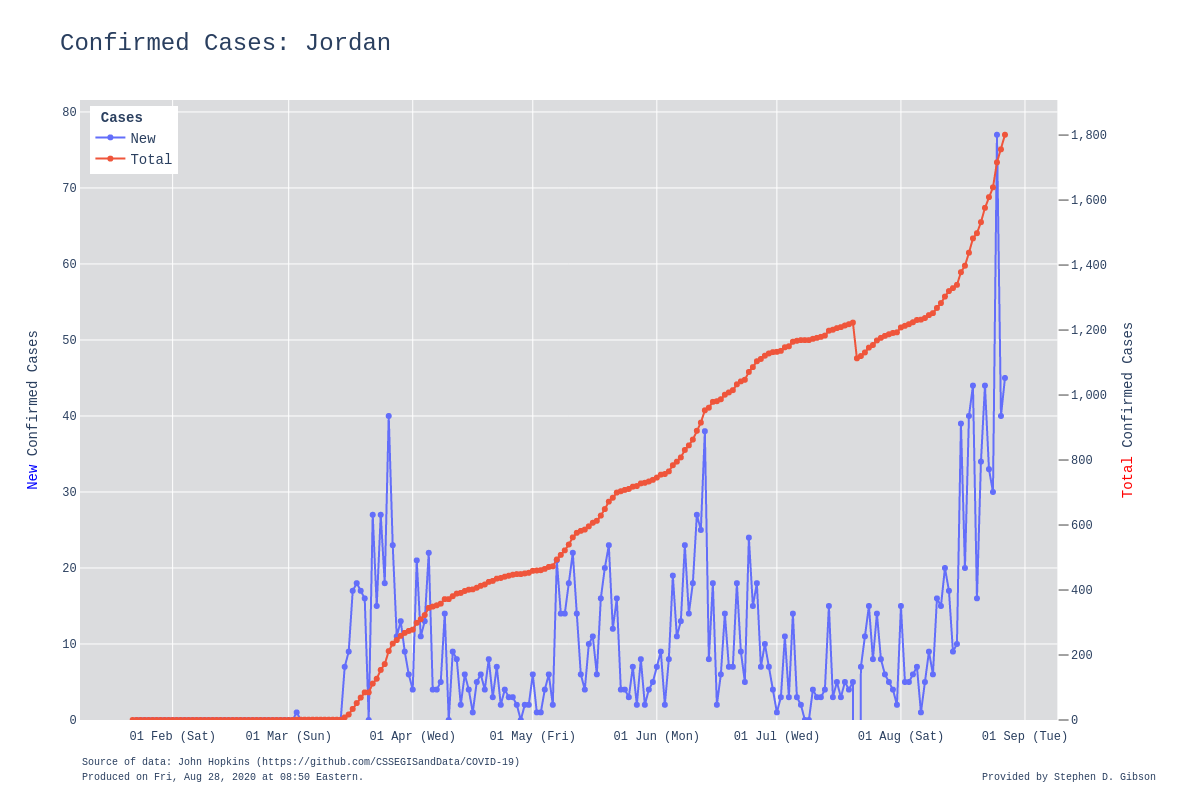 Confirmed Cases: Jordan
Cases
New
Total
80
70
60
50
40
30
20
10
0
New Confirmed Cases
1,800
1,600
1,400
1,200
1,000
800
600
400
200
0
Total Confirmed Cases
01 Feb (Sat) 01 Mar (Sun) 01 Apr (Wed) 01 May (Fri) 01 Jun (Mon) 01 Jul (Wed) 01 Aug (Sat) 01 Sep (Tue)
Source of data: John Hopkins (https://github.com/CSSEGISandData/COVID-19)
Produced on Fri, Aug 28, 2020 at 08:50 Eastern.
Provided by Stephen D. Gibson